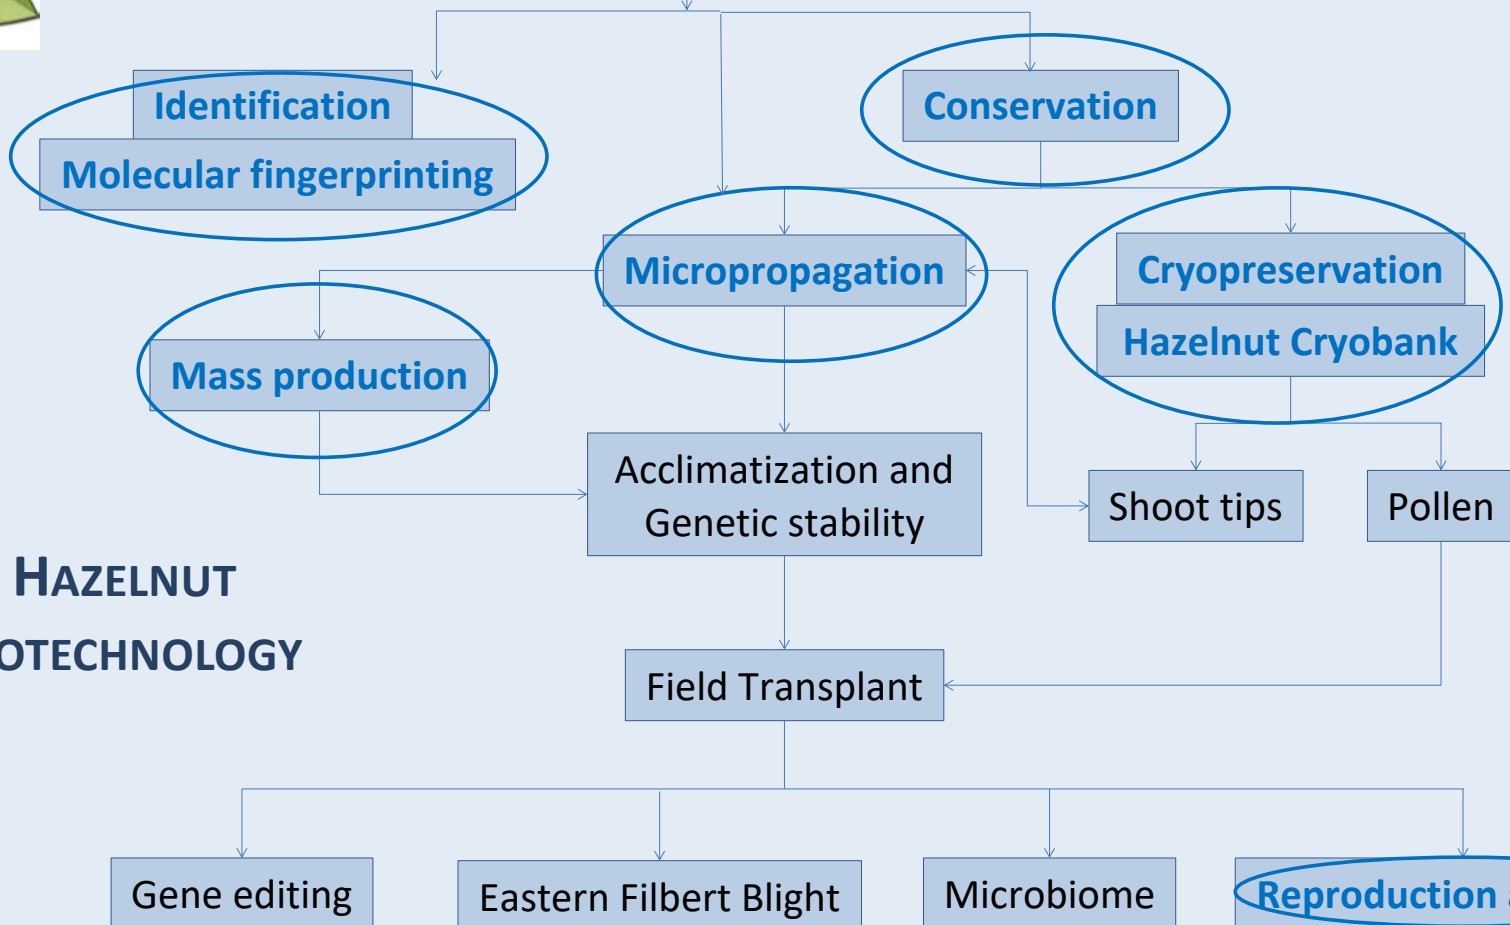 Identification
Molecular fingerprinting
Conservation
Micropropagation
Cryopreservation
Hazelnut Cryobank
Mass production
Acclimatization and
Genetic stability
Shoot tips
Pollen
HAZELNUT
OTECHNOLOGY
Field Transplant
Gene editing
Eastern Filbert Blight
Microbiome
Reproduction